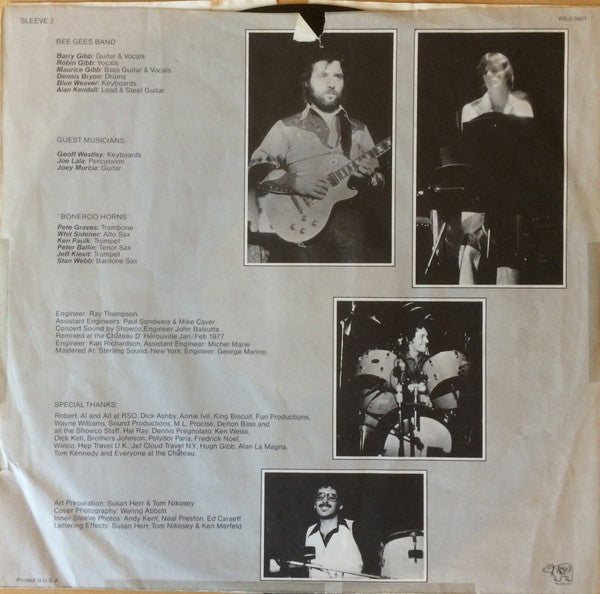 SLEEVE 2
RS-2-3901
BEE GEES BAND
Barry Gibb: Guitar & Vocals
Robin Gibb: Vocals
Maurice Gibb: Bass Guitar & Vocals
Dennis Bryon: Drums
Blue Weaver: Keyboards
Alan Kendall: Lead & Steel Guitar
GUEST MUSICIANS
Geoff Westley: Keyboards
Joe Lala: Percussion
Joey Murcia: Guitar
'BONEROO HORNS'
Pete Graves: Trombone
Whit Sidener: Alto Sax
Ken Faulk: Trumpet
Peter Ballin: Tenor Sax
Jeff Kievit: Trumpet
Stan Webb: Baritone Sax
Engineer: Ray Thompson
Assistant Engineers: Paul Sandweis & Mike Caver
Concert Sound by Showco, Engineer John Balsutta
Remixed at the Château D' Hérouville Jan/Feb 1977
Engineer: Karl Richardson, Assistant Engineer: Michel Marie
Mastered At: Sterling Sound, New York, Engineer: George Marino
SPECIAL THANKS:
Robert, Al and All at RSO, Dick Ashby, Annie Ivil, King Biscuit, Fun Productions,
Wayne Williams, Sound Productions, M.L. Procise, Delton Bass and
all the Showco Staff, Hal Ray, Dennis Pregnolato, Ken Weiss,
Dick Kell, Brothers Johnson, Polydor Paris, Fredrick Noel,
Winco, Hep Travel U.K., Jet Cloud Travel N.Y., Hugh Gibb, Alan La Magna,
Tom Kennedy and Everyone at the Château.
Art Preparation: Susan Herr & Tom Nikosey
Cover Photography: Waring Abbott
Inner Sleeve Photos: Andy Kent, Neal Preston, Ed Caraeff
Lettering Effects: Susan Herr, Tom Nikosey & Ken Merfeld
Printed in U.S.A.
RSO